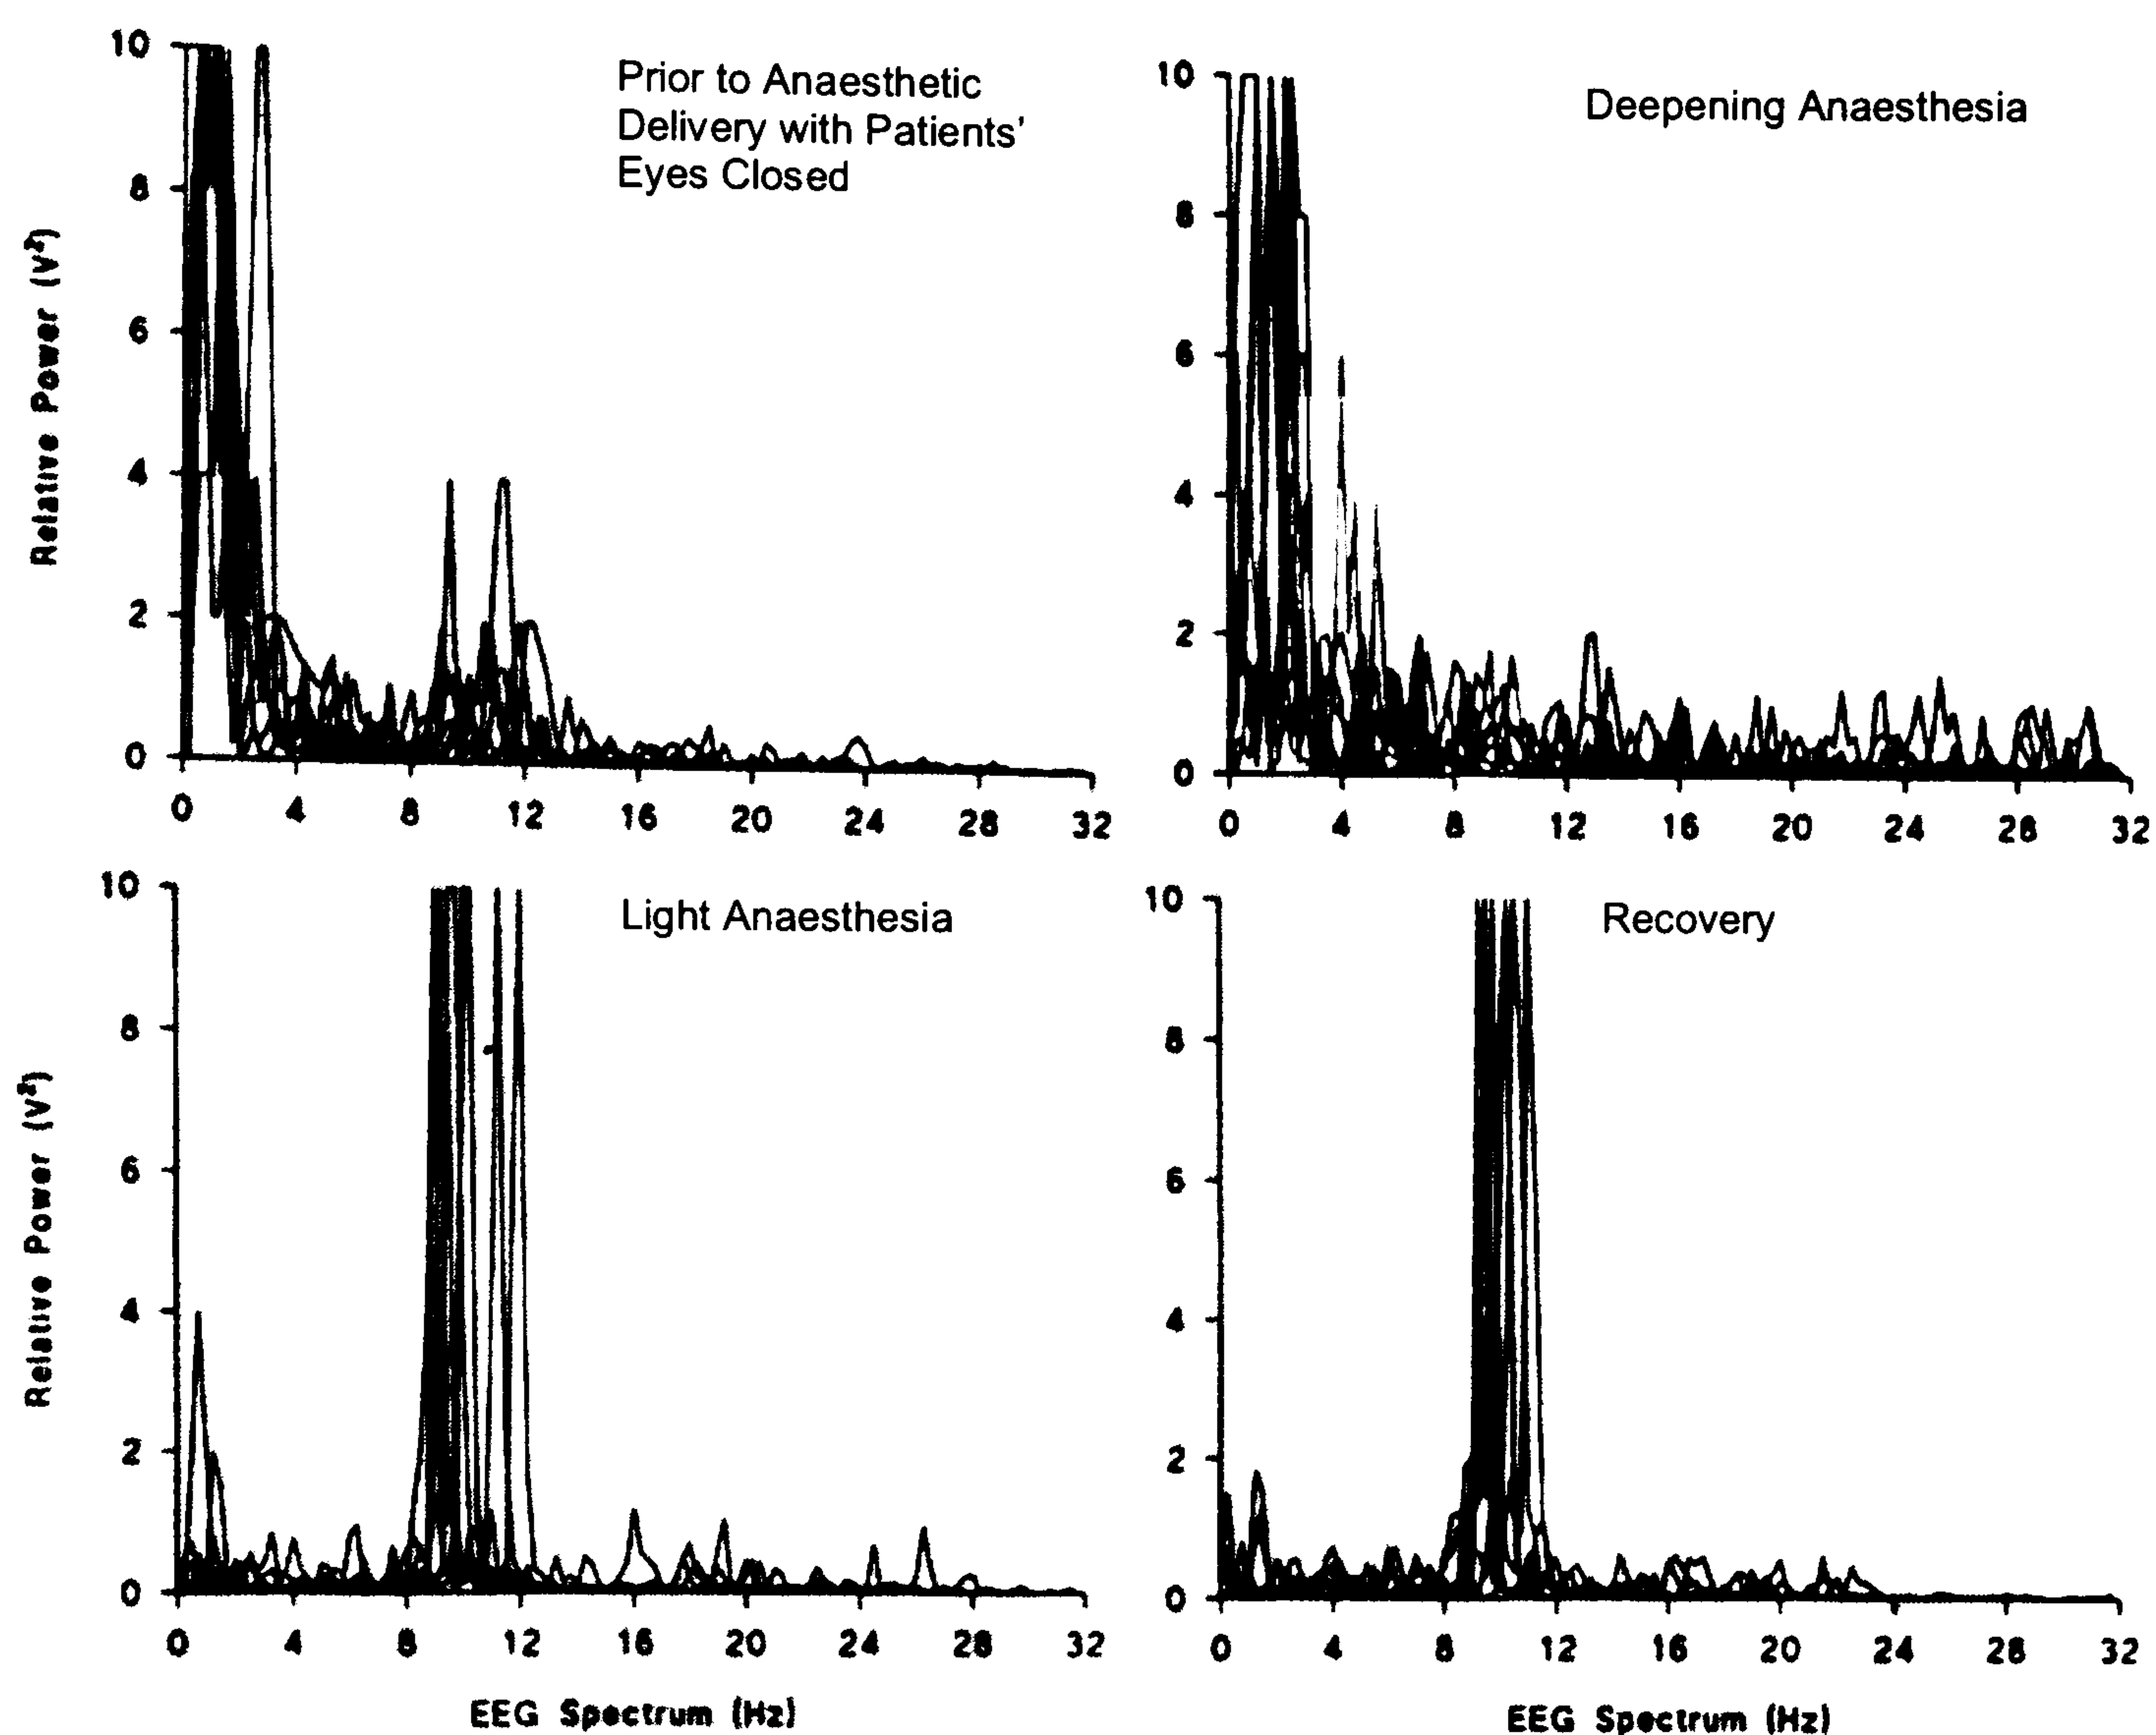 Prior to Anaesthetic
Delivery with Patients'
Eyes Closed
Relative Power (V²)
10
8
6
4
2
0
0 4 8 12 16 20 24 28 32
Deepening Anaesthesia
10
8
6
4
2
0
0 4 8 12 16 20 24 28 32
Light Anaesthesia
Relative Power (V²)
10
8
6
4
2
0
0 4 8 12 16 20 24 28 32
EEG Spectrum (Hz)
Recovery
10
8
6
4
2
0
0 4 8 12 16 20 24 28 32
EEG Spectrum (Hz)